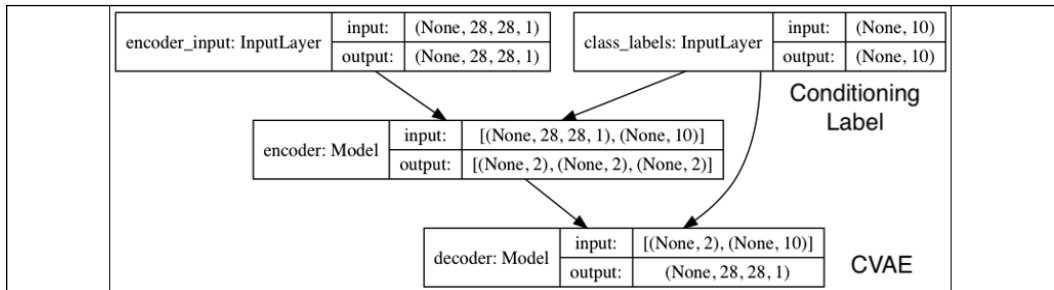 encoder_input: InputLayer
input: (None, 28, 28, 1)
output: (None, 28, 28, 1)
class_labels: InputLayer
input: (None, 10)
output: (None, 10)
Conditioning
Label
encoder: Model
input: [(None, 28, 28, 1), (None, 10)]
output: [(None, 2), (None, 2), (None, 2)]
decoder: Model
input: [(None, 2), (None, 10)]
output: (None, 28, 28, 1)
CVAE